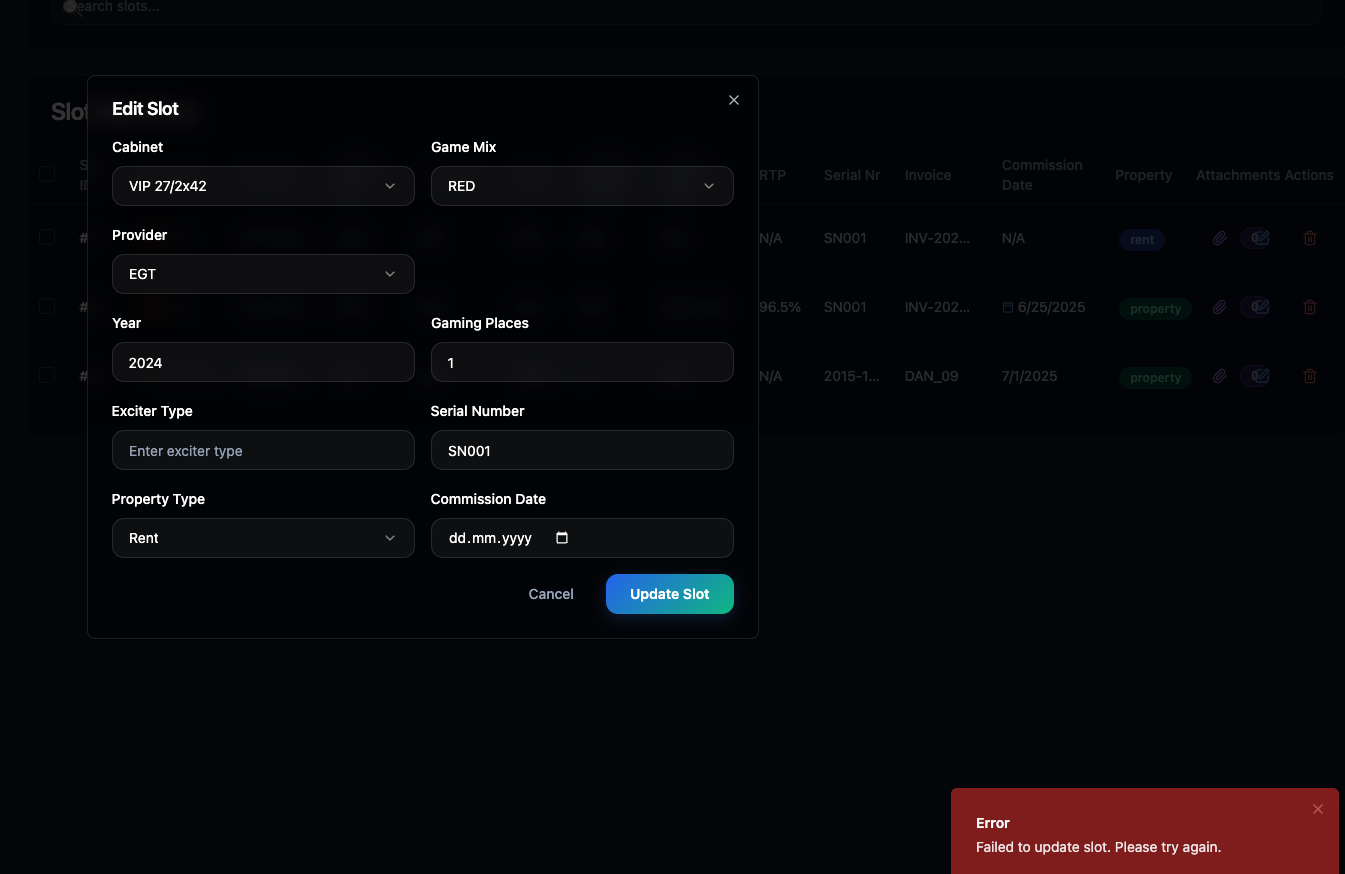 earch slots...
Edit Slot
Slot
Cabinet
Game Mix
VIP 27/2x42
RED
RTP
Serial Nr
Invoice
Commission
Date
Property
Attachments
Actions
Provider
#
N/A
SN001
INV-202...
N/A
rent
0
EGT
#
96.5%
SN001
INV-202...
6/25/2025
property
0
Year
Gaming Places
2024
1
#
N/A
2015-1...
DAN_09
7/1/2025
property
0
Exciter Type
Serial Number
Enter exciter type
SN001
Property Type
Commission Date
Rent
dd.mm.yyyy
Cancel
Update Slot
Error
Failed to update slot. Please try again.